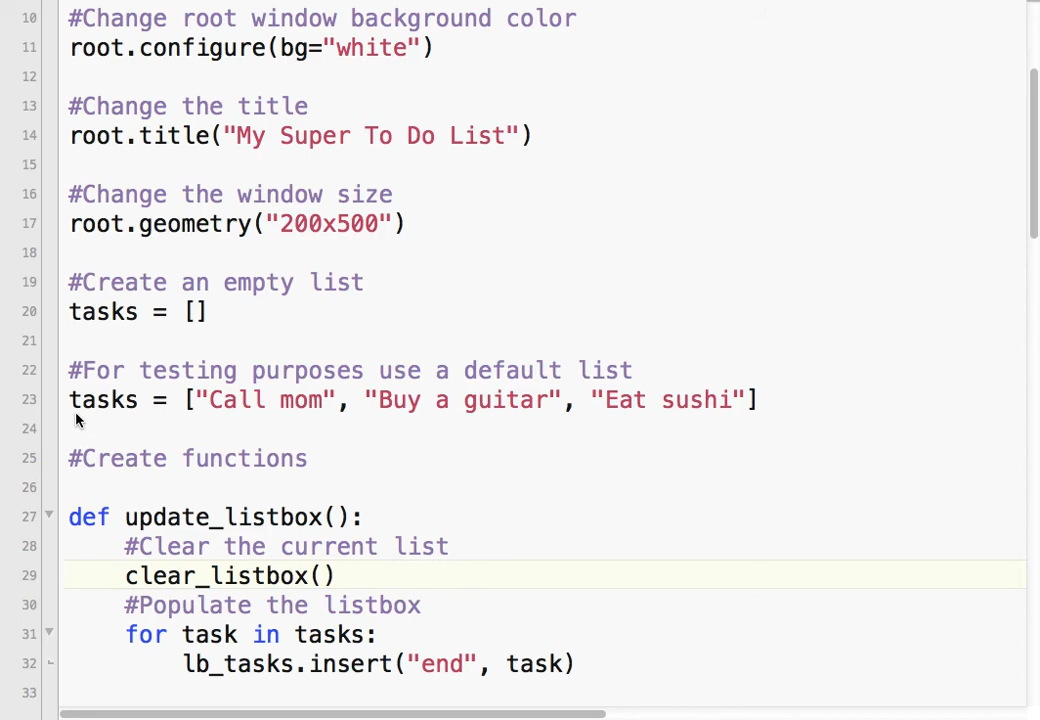 10 #Change root window background color
11 root.configure(bg="white")
12
13 #Change the title
14 root.title("My Super To Do List")
15
16 #Change the window size
17 root.geometry("200x500")
18
19 #Create an empty list
20 tasks = []
21
22 #For testing purposes use a default list
23 tasks = ["Call mom", "Buy a guitar", "Eat sushi"]
24
25 #Create functions
26
27 def update_listbox():
28     #Clear the current list
29     clear_listbox()
30     #Populate the listbox
31     for task in tasks:
32         lb_tasks.insert("end", task)
33